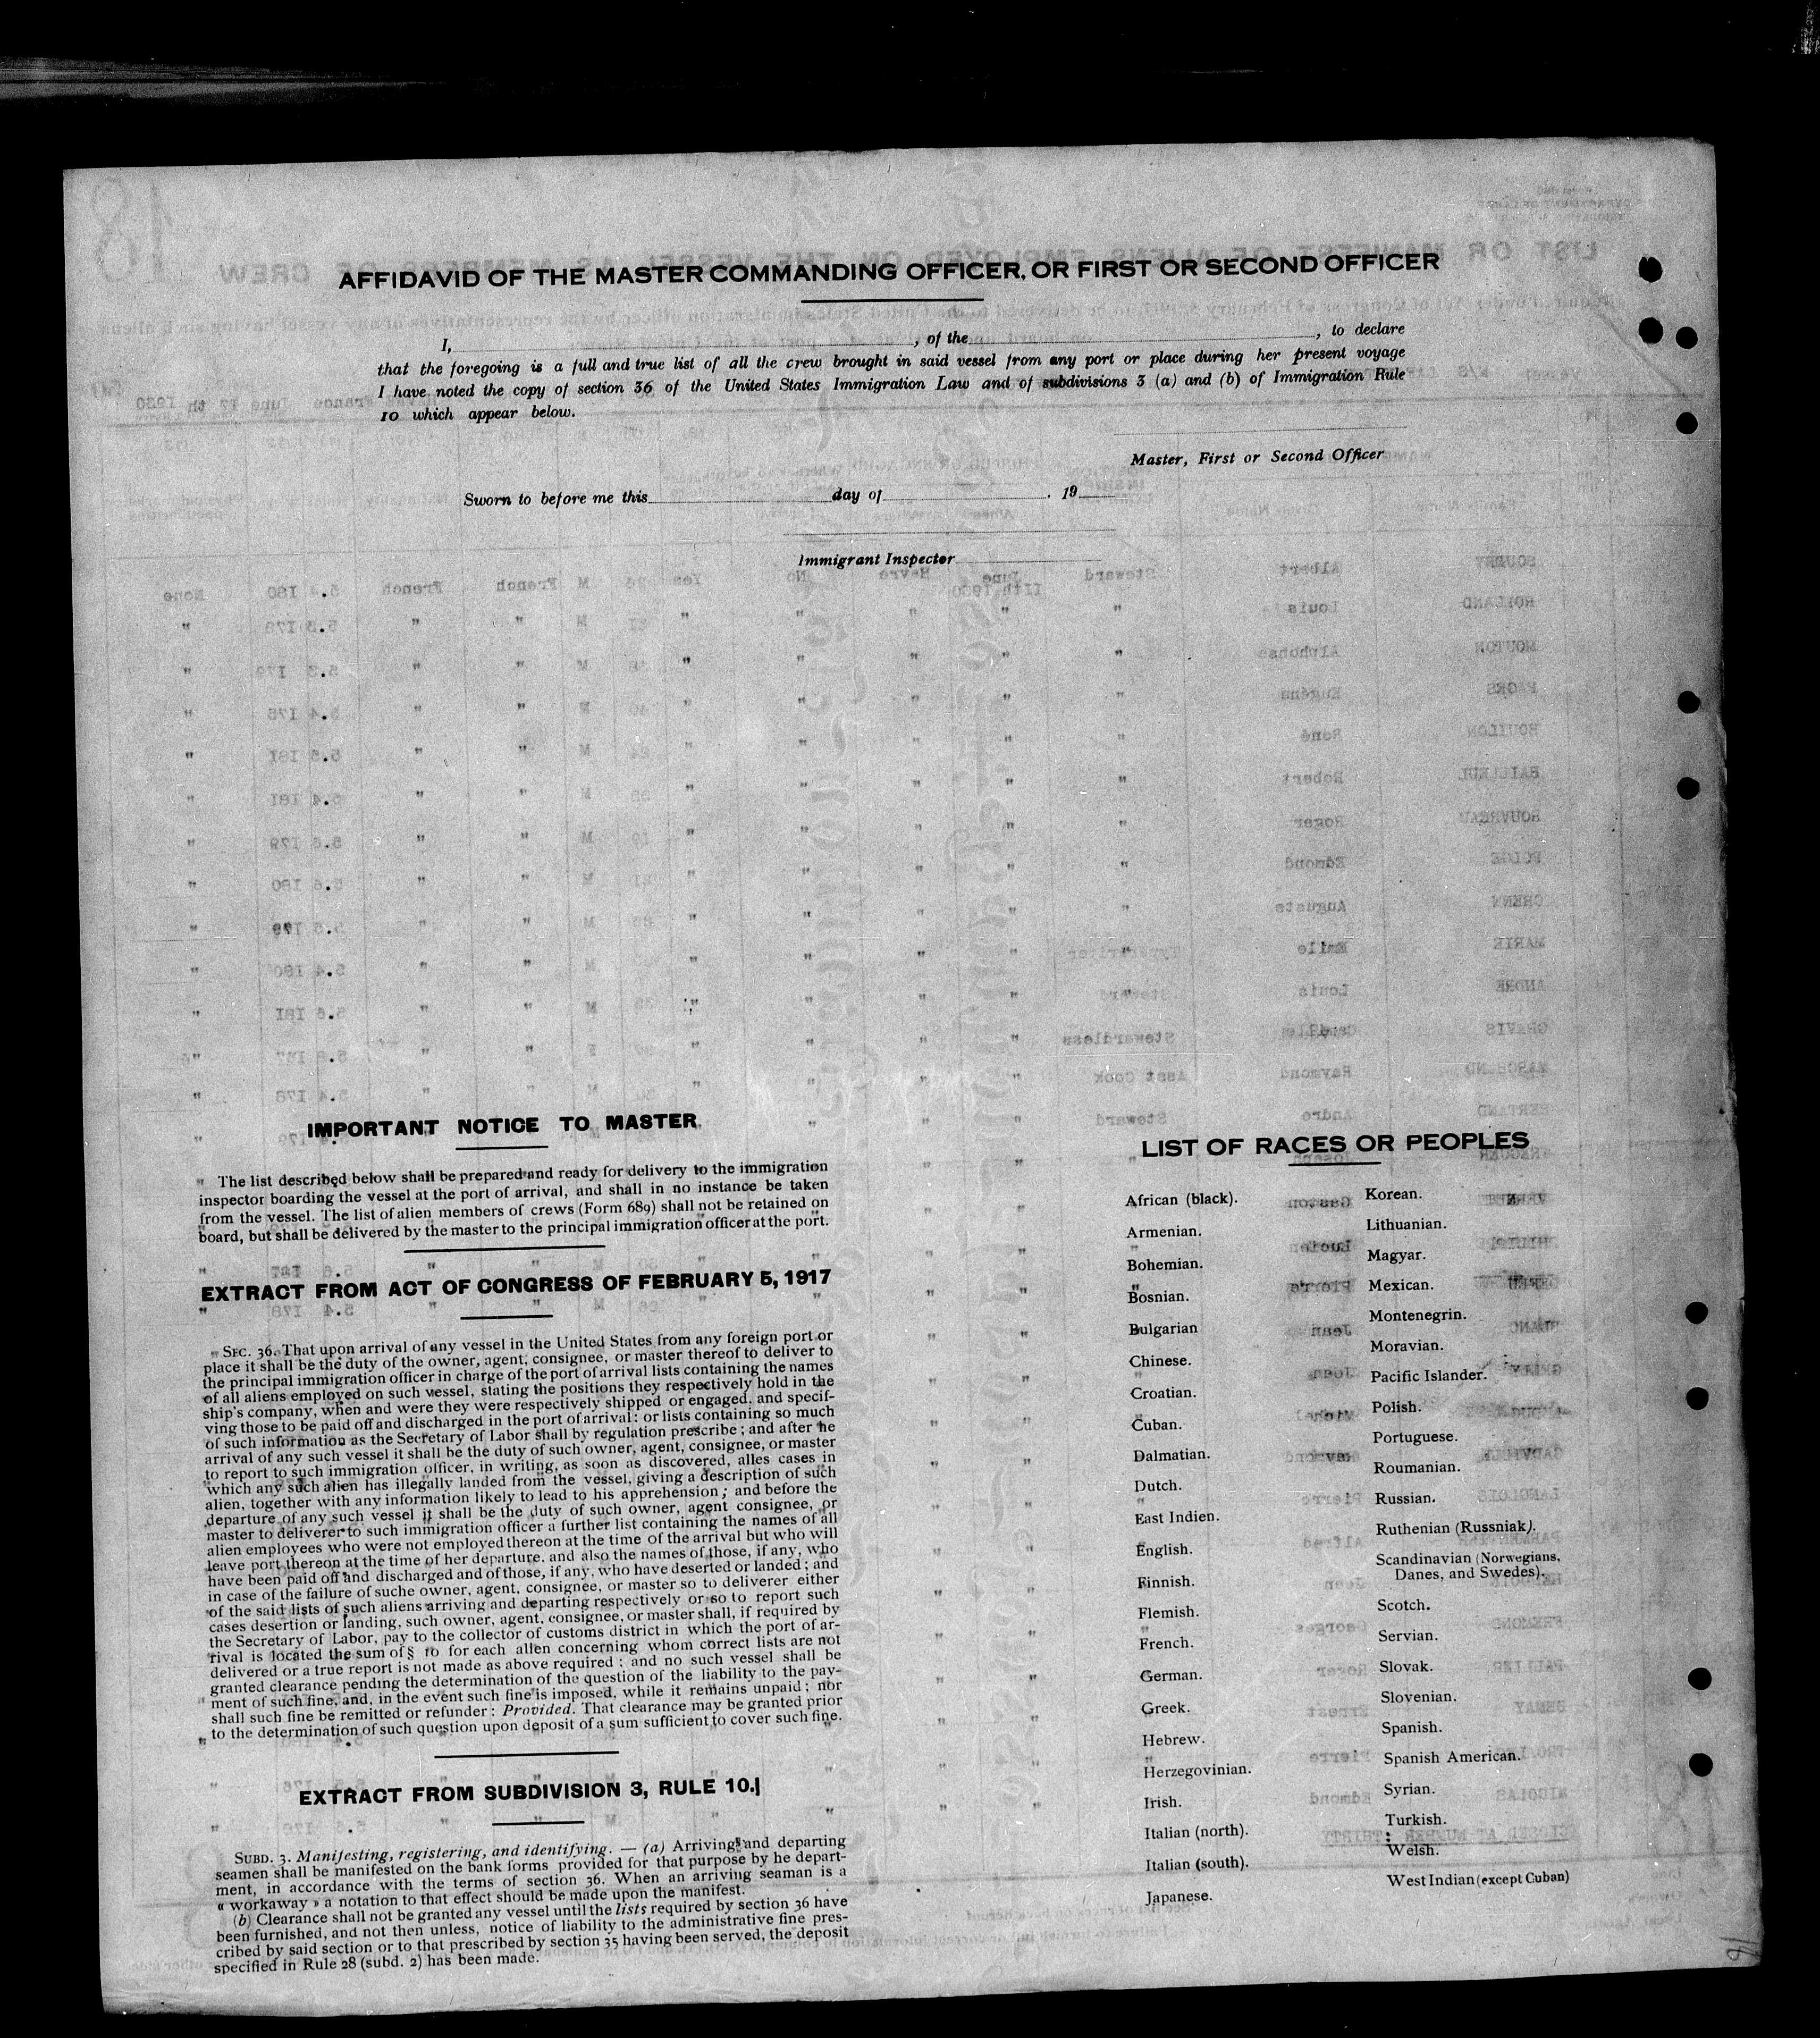 AFFIDAVID OF THE MASTER COMMANDING OFFICER, OR FIRST OR SECOND OFFICER
I, , of the , to declare
that the foregoing is a full and true list of all the crew brought in said vessel from any port or place during her present voyage
I have noted the copy of section 36 of the United States Immigration Law and of subdivisions 3 (a) and (b) of Immigration Rule
10 which appear below.
Master, First or Second Officer
Sworn to before me this day of . 19
Immigrant Inspector
IMPORTANT NOTICE TO MASTER
The list described below shall be prepared and ready for delivery to the immigration
inspector boarding the vessel at the port of arrival, and shall in no instance be taken
from the vessel. The list of alien members of crews (Form 689) shall not be retained on
board, but shall be delivered by the master to the principal immigration officer at the port.
EXTRACT FROM ACT OF CONGRESS OF FEBRUARY 5, 1917
SEC. 36. That upon arrival of any vessel in the United States from any foreign port or
place it shall be the duty of the owner, agent, consignee, or master thereof to deliver to
the principal immigration officer in charge of the port of arrival lists containing the names
of all aliens employed on such vessel, stating the positions they respectively hold in the
ship's company, when and were they were respectively shipped or engaged, and specif-
ving those to be paid off and discharged in the port of arrival: or lists containing so much
of such information as the Secretary of Labor shall by regulation prescribe; and after he
arrival of any such vessel it shall be the duty of such owner, agent, consignee, or master
to report to such immigration officer, in writing, as soon as discovered, alles cases in
which any such alien has illegally landed from the vessel, giving a description of such
alien, together with any information likely to lead to his apprehension; and before the
departure of any such vessel it shall be the duty of such owner, agent consignee, or
master to deliverer to such immigration officer a further list containing the names of all
alien employees who were not employed thereon at the time of the arrival but who will
leave port thereon at the time of her departure, and also the names of those, if any, who
have been paid off and discharged and of those, if any, who have deserted or landed; and
in case of the failure of suche owner, agent, consignee, or master so to deliverer either
of the said lists of such aliens arriving and departing respectively or so to report such
cases desertion or landing, such owner, agent, consignee, or master shall, if required by
the Secretary of Labor, pay to the collector of customs district in which the port of ar-
rival is located the sum of § 10 for each alien concerning whom correct lists are not
delivered or a true report is not made as above required; and no such vessel shall be
granted clearance pending the determination of the question of the liability to the pay-
ment of such fine, and, in the event such fine is imposed, while it remains unpaid; nor
shall such fine be remitted or refunder: Provided. That clearance may be granted prior
to the determination of such question upon deposit of a sum sufficient to cover such fine.
EXTRACT FROM SUBDIVISION 3, RULE 10.
SUBD. 3. Manifesting, registering, and identifying. — (a) Arriving and departing
seamen shall be manifested on the bank forms provided for that purpose by he depart-
ment, in accordance with the terms of section 36. When an arriving seaman is a
« workaway » a notation to that effect should be made upon the manifest.
(b) Clearance shall not be granted any vessel until the lists required by section 36 have
been furnished, and not then unless, notice of liability to the administrative fine pres-
cribed by said section or to that prescribed by section 35 having been served, the deposit
specified in Rule 28 (subd. 2) has been made.
LIST OF RACES OR PEOPLES
African (black).
Armenian.
Bohemian.
Bosnian.
Bulgarian
Chinese.
Croatian.
Cuban.
Dalmatian.
Dutch.
East Indien.
English.
Finnish.
Flemish.
French.
German.
Greek.
Hebrew.
Herzegovinian.
Irish.
Italian (north).
Italian (south).
Japanese.
Korean.
Lithuanian.
Magyar.
Mexican.
Montenegrin.
Moravian.
Pacific Islander.
Polish.
Portuguese.
Roumanian.
Russian.
Ruthenian (Russniak).
Scandinavian (Norwegians,
Danes, and Swedes).
Scotch.
Servian.
Slovak.
Slovenian.
Spanish.
Spanish American.
Syrian.
Turkish.
Welsh.
West Indian (except Cuban)